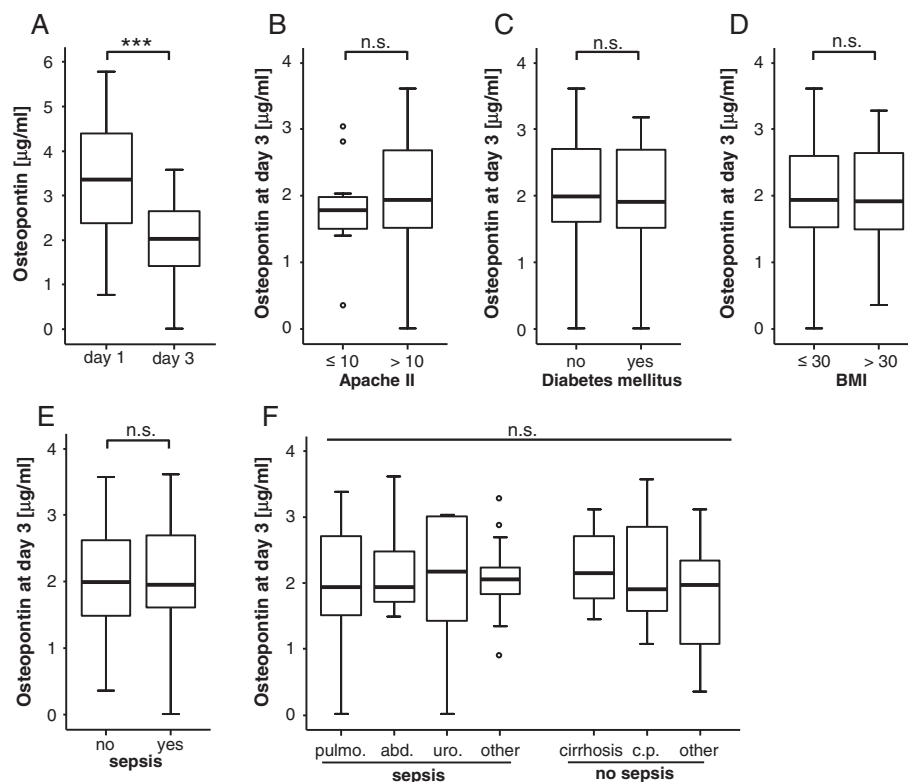 A
Osteopontin [μg/ml]
***
6
5
4
3
2
1
0
day 1 day 3
B
Osteopontin at day 3 [μg/ml]
n.s.
4
3
2
1
0
≤ 10 > 10
Apache II
C
Osteopontin at day 3 [μg/ml]
n.s.
4
3
2
1
0
no yes
Diabetes mellitus
D
Osteopontin at day 3 [μg/ml]
n.s.
4
3
2
1
0
≤ 30 > 30
BMI
E
Osteopontin at day 3 [μg/ml]
n.s.
4
3
2
1
0
no yes
sepsis
F
Osteopontin at day 3 [μg/ml]
n.s.
4
3
2
1
0
pulmo. abd. uro. other cirrhosis c.p. other
sepsis no sepsis